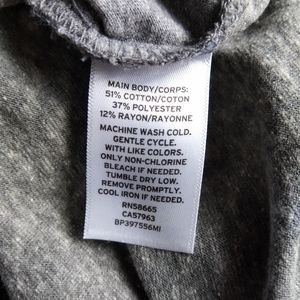 MAIN BODY/CORPS:
51% COTTON/COTON
37% POLYESTER
12% RAYON/RAYONNE
MACHINE WASH COLD.
GENTLE CYCLE.
WITH LIKE COLORS.
ONLY NON-CHLORINE
BLEACH IF NEEDED.
TUMBLE DRY LOW.
REMOVE PROMPTLY.
COOL IRON IF NEEDED.
RN58665
CA57963
BP397556MI